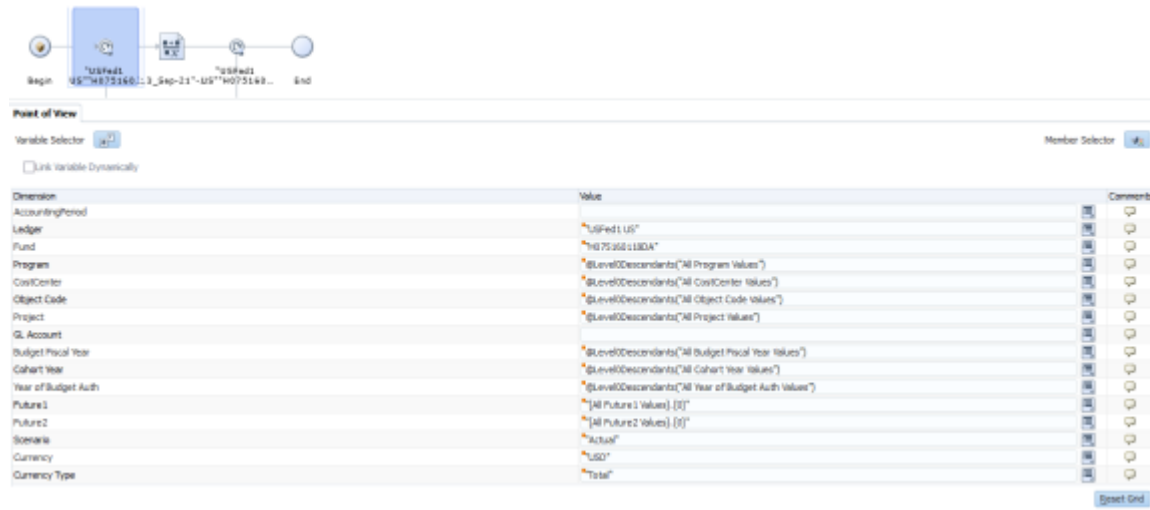 Begin
"USFed1
US""H075160...
3_Sep-21"-US""H075160...
"USFed1
End
Point of View
Variable Selector
Member Selector
Link Variable Dynamically
Dimension Value Comments
AccountingPeriod
Ledger "USFed1 US"
Fund "H0751601180A"
Program @Level0Descendants("All Program Values")
CostCenter @Level0Descendants("All CostCenter Values")
Object Code @Level0Descendants("All Object Code Values")
Project @Level0Descendants("All Project Values")
GL Account
Budget Fiscal Year @Level0Descendants("All Budget Fiscal Year Values")
Cohort Year @Level0Descendants("All Cohort Year Values")
Year of Budget Auth @Level0Descendants("All Year of Budget Auth Values")
Future1 "[All Future1 Values].[0]"
Future2 "[All Future2 Values].[0]"
Scenario "Actual"
Currency "USD"
Currency Type "Total"
Reset Grid